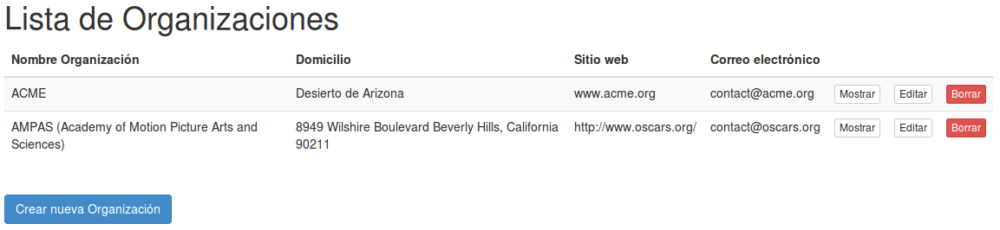 Lista de Organizaciones
Nombre Organización Domicilio Sitio web Correo electrónico
ACME Desierto de Arizona www.acme.org contact@acme.org Mostrar Editar Borrar
AMPAS (Academy of Motion Picture Arts and 8949 Wilshire Boulevard Beverly Hills, California http://www.oscars.org/ contact@oscars.org Mostrar Editar Borrar
Sciences) 90211
Crear nueva Organización